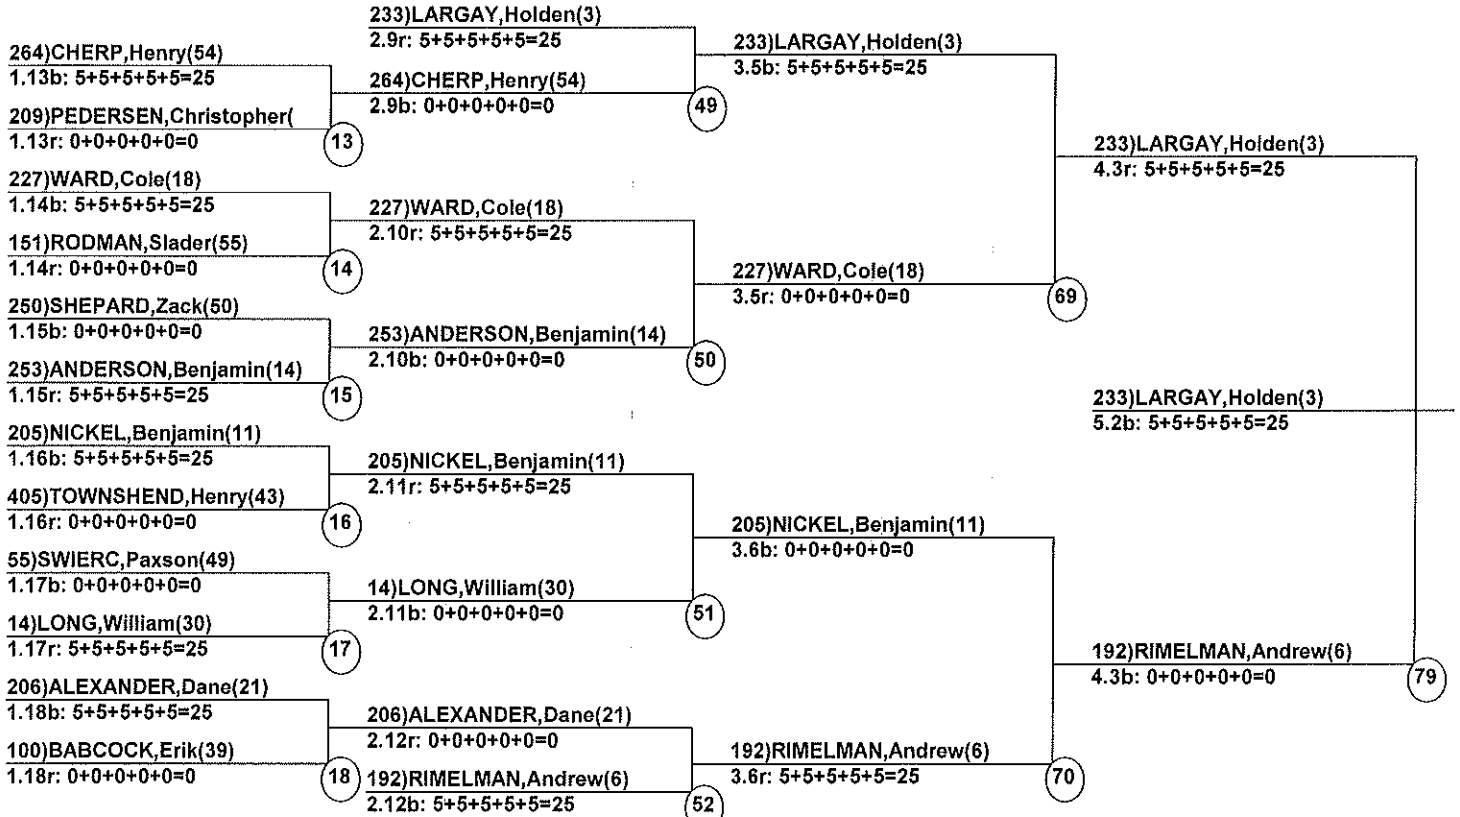 264)CHERP,Henry(54)
1.13b: 5+5+5+5+5=25
209)PEDERSEN,Christopher(
1.13r: 0+0+0+0+0=0
13
227)WARD,Cole(18)
1.14b: 5+5+5+5+5=25
151)RODMAN,Slader(55)
1.14r: 0+0+0+0+0=0
14
250)SHEPARD,Zack(50)
1.15b: 0+0+0+0+0=0
253)ANDERSON,Benjamin(14)
1.15r: 5+5+5+5+5=25
15
205)NICKEL,Benjamin(11)
1.16b: 5+5+5+5+5=25
405)TOWNSHEND,Henry(43)
1.16r: 0+0+0+0+0=0
16
55)SWIERC,Paxson(49)
1.17b: 0+0+0+0+0=0
14)LONG,William(30)
1.17r: 5+5+5+5+5=25
17
206)ALEXANDER,Dane(21)
1.18b: 5+5+5+5+5=25
100)BABCOCK,Erik(39)
1.18r: 0+0+0+0+0=0
18
233)LARGAY,Holden(3)
2.9r: 5+5+5+5+5=25
264)CHERP,Henry(54)
2.9b: 0+0+0+0+0=0
49
227)WARD,Cole(18)
2.10r: 5+5+5+5+5=25
253)ANDERSON,Benjamin(14)
2.10b: 0+0+0+0+0=0
50
205)NICKEL,Benjamin(11)
2.11r: 5+5+5+5+5=25
14)LONG,William(30)
2.11b: 0+0+0+0+0=0
51
206)ALEXANDER,Dane(21)
2.12r: 0+0+0+0+0=0
192)RIMELMAN,Andrew(6)
2.12b: 5+5+5+5+5=25
52
233)LARGAY,Holden(3)
3.5b: 5+5+5+5+5=25
227)WARD,Cole(18)
3.5r: 0+0+0+0+0=0
69
205)NICKEL,Benjamin(11)
3.6b: 0+0+0+0+0=0
192)RIMELMAN,Andrew(6)
3.6r: 5+5+5+5+5=25
70
233)LARGAY,Holden(3)
4.3r: 5+5+5+5+5=25
192)RIMELMAN,Andrew(6)
4.3b: 0+0+0+0+0=0
79
233)LARGAY,Holden(3)
5.2b: 5+5+5+5+5=25